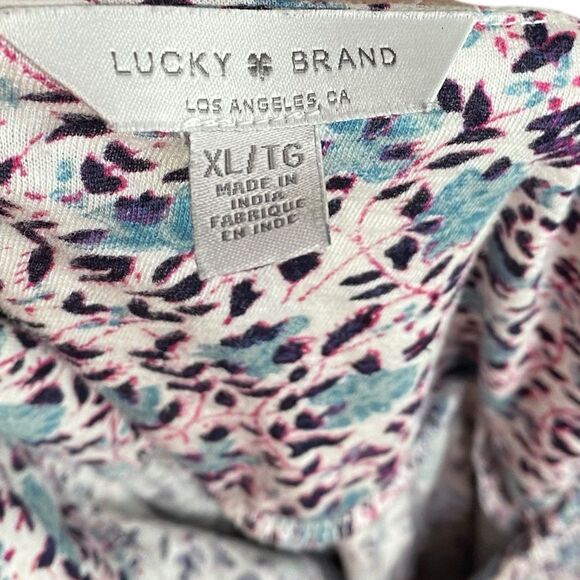 LUCKY BRAND
LOS ANGELES, CA
XL/TG
MADE IN
INDIA
FABRIQUE
EN INDE